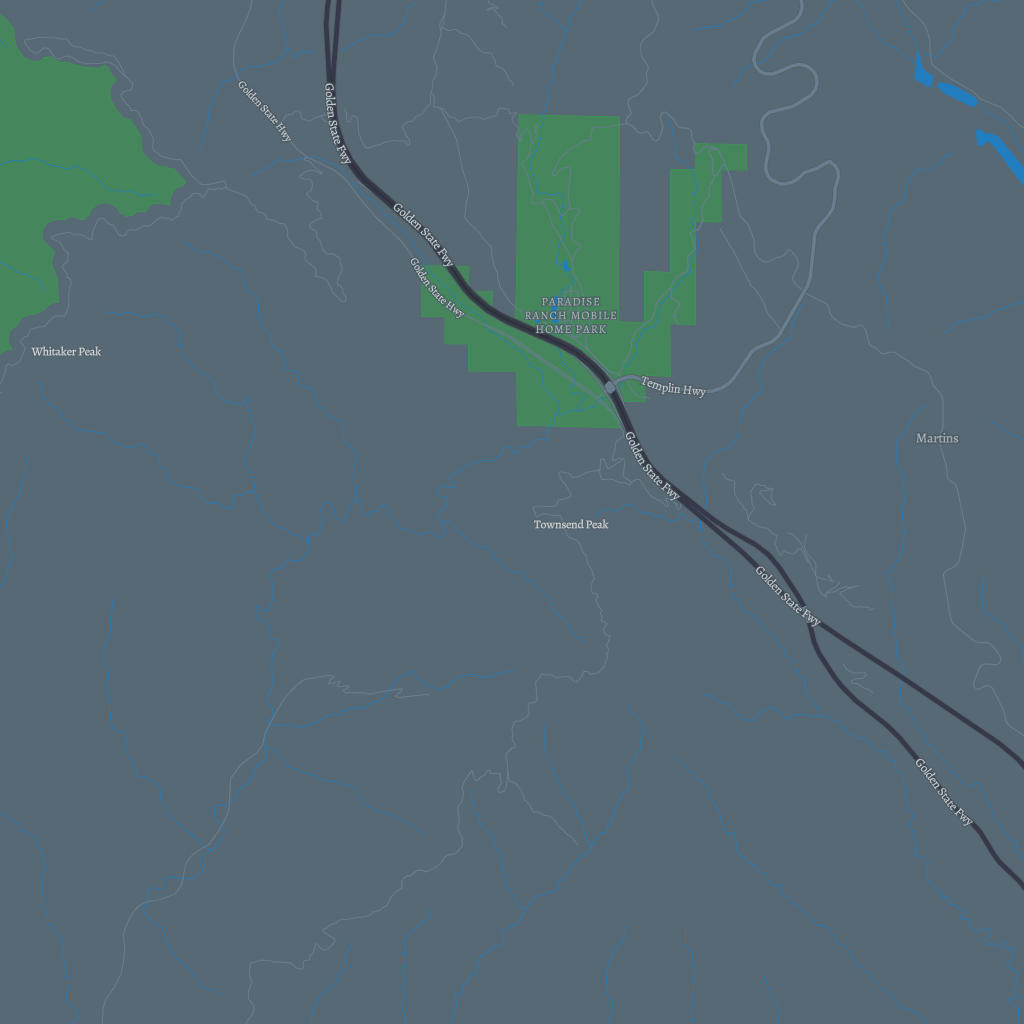 Golden State Hwy
Golden State Fwy
Golden State Fwy
Golden State Hwy
PARADISE
RANCH MOBILE
HOME PARK
Whitaker Peak
Templin Hwy
Martins
Golden State Fwy
Townsend Peak
Golden State Fwy
Golden State Fwy